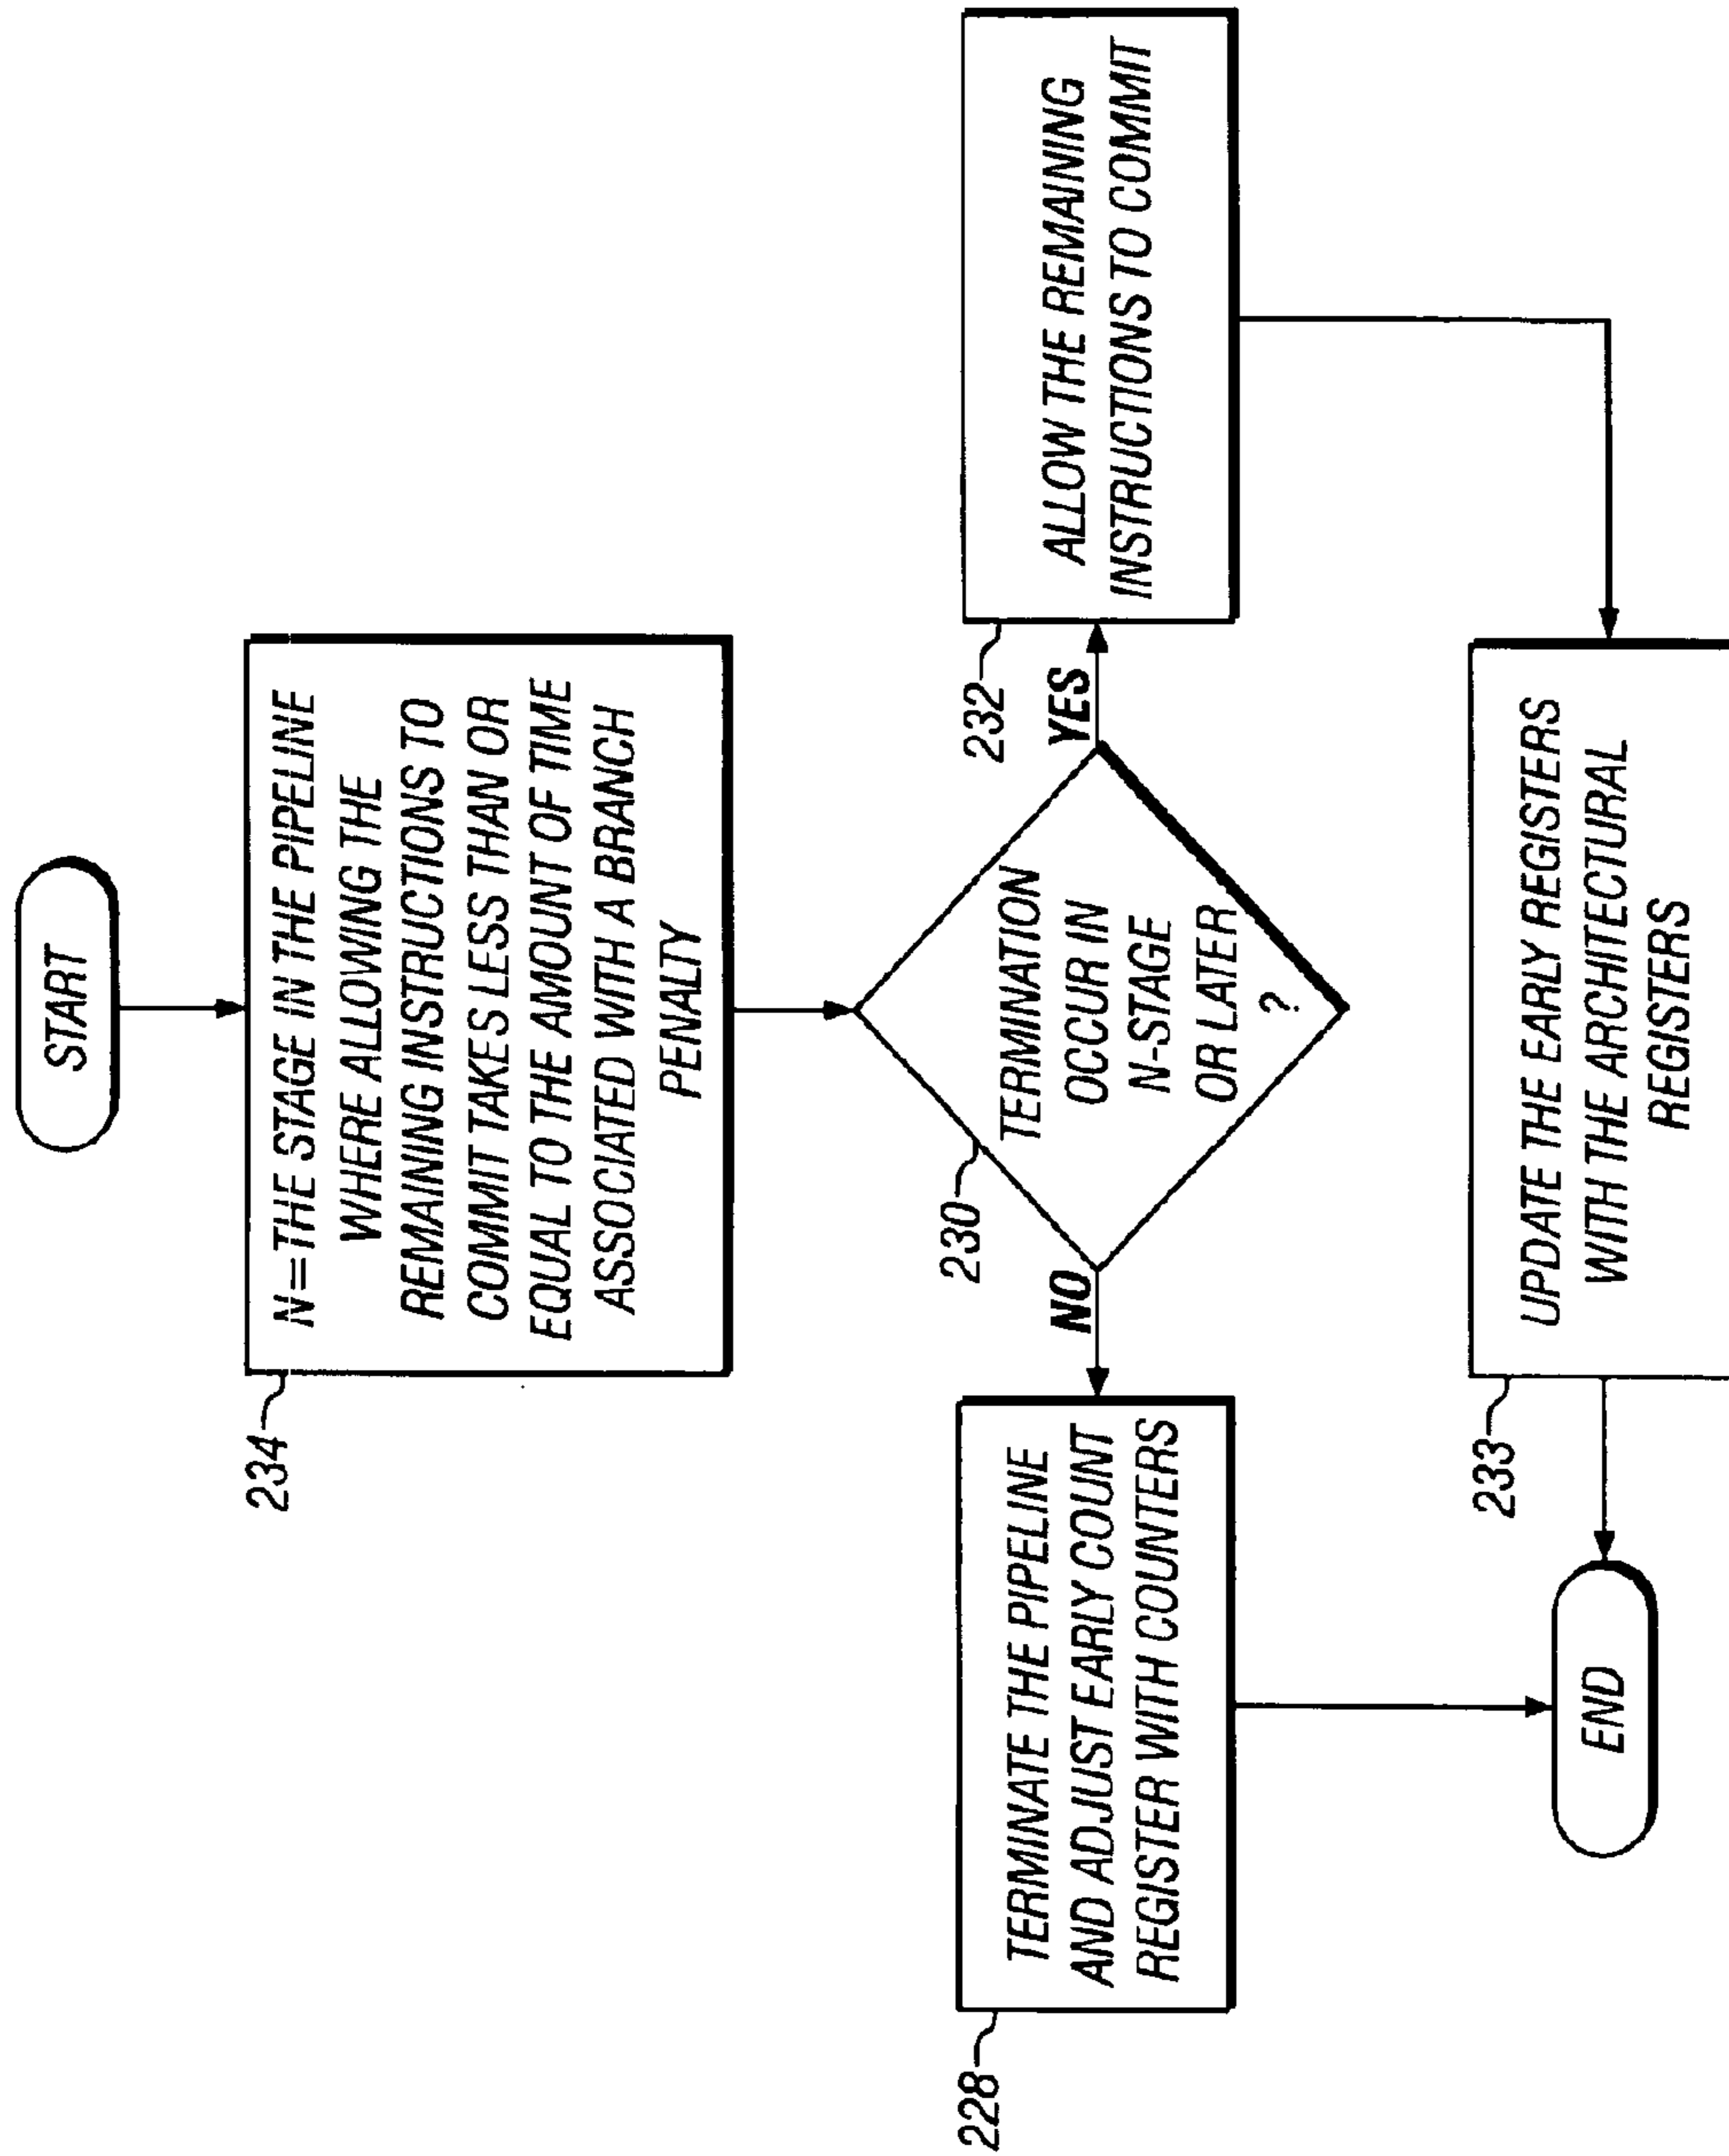 START
234
N=THE STAGE IN THE PIPELINE
WHERE ALLOWING THE
REMAINING INSTRUCTIONS TO
COMMIT TAKES LESS THAN OR
EQUAL TO THE AMOUNT OF TIME
ASSOCIATED WITH A BRANCH
PENALTY
230
TERMINATION
OCCUR IN
N-STAGE
OR LATER
?
NO
YES
228
TERMINATE THE PIPELINE
AND ADJUST EARLY COUNT
REGISTER WITH COUNTERS
232
ALLOW THE REMAINING
INSTRUCTIONS TO COMMIT
233
UPDATE THE EARLY REGISTERS
WITH THE ARCHITECTURAL
REGISTERS
END